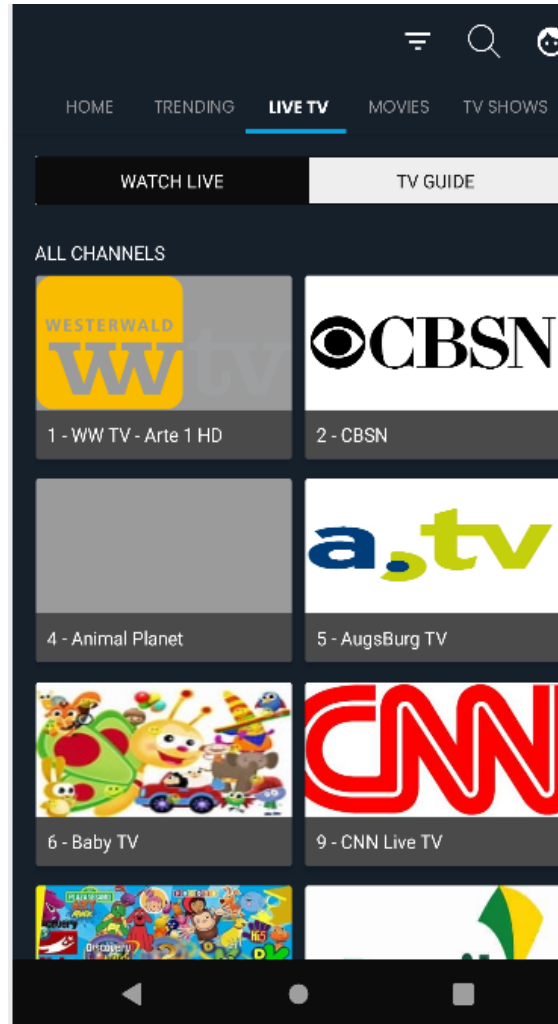 HOME TRENDING LIVE TV MOVIES TV SHOWS
WATCH LIVE TV GUIDE
ALL CHANNELS
WESTERWALD
ww tv
CBSN
1 - WW TV - Arte 1 HD
2 - CBSN
a.tv
4 - Animal Planet
5 - AugsBurg TV
CNN
6 - Baby TV
9 - CNN Live TV
Discovery